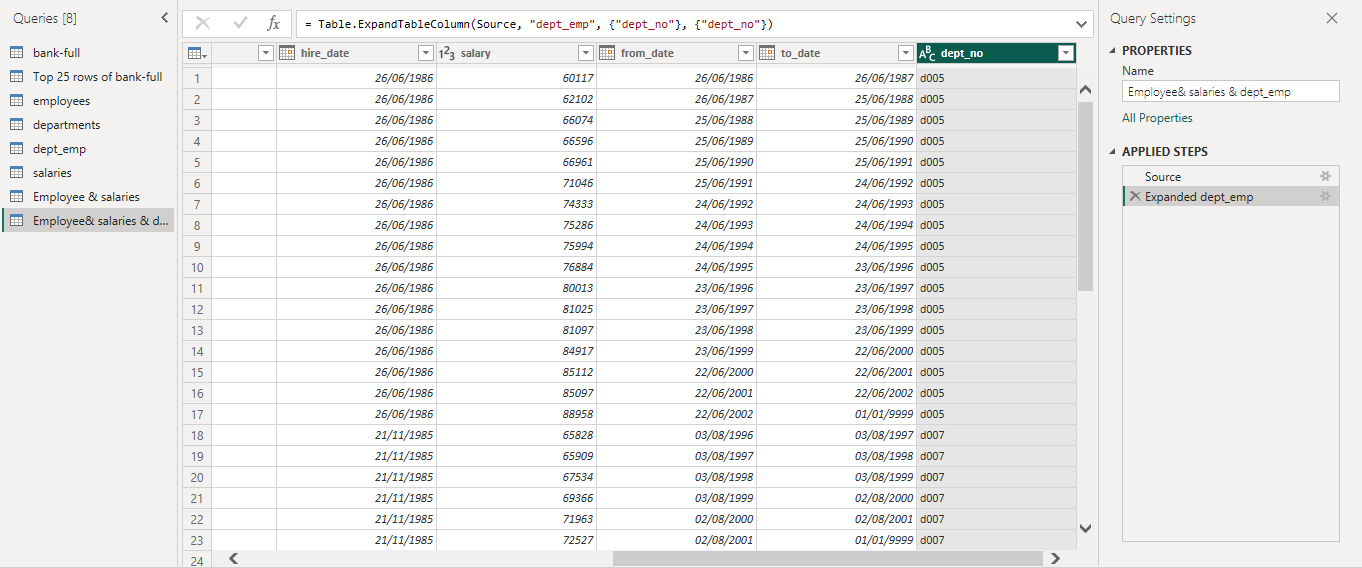 Queries [8]
bank-full
Top 25 rows of bank-full
employees
departments
dept_emp
salaries
Employee & salaries
Employee& salaries & d...
fx
= Table.ExpandTableColumn(Source, "dept_emp", {"dept_no"}, {"dept_no"})
hire_date 123 salary from_date to_date ABC dept_no
1 26/06/1986 60117 26/06/1986 26/06/1987 d005
2 26/06/1986 62102 26/06/1987 25/06/1988 d005
3 26/06/1986 66074 25/06/1988 25/06/1989 d005
4 26/06/1986 66596 25/06/1989 25/06/1990 d005
5 26/06/1986 66961 25/06/1990 25/06/1991 d005
6 26/06/1986 71046 25/06/1991 24/06/1992 d005
7 26/06/1986 74333 24/06/1992 24/06/1993 d005
8 26/06/1986 75286 24/06/1993 24/06/1994 d005
9 26/06/1986 75994 24/06/1994 24/06/1995 d005
10 26/06/1986 76884 24/06/1995 23/06/1996 d005
11 26/06/1986 80013 23/06/1996 23/06/1997 d005
12 26/06/1986 81025 23/06/1997 23/06/1998 d005
13 26/06/1986 81097 23/06/1998 23/06/1999 d005
14 26/06/1986 84917 23/06/1999 22/06/2000 d005
15 26/06/1986 85112 22/06/2000 22/06/2001 d005
16 26/06/1986 85097 22/06/2001 22/06/2002 d005
17 26/06/1986 88958 22/06/2002 01/01/9999 d005
18 21/11/1985 65828 03/08/1996 03/08/1997 d007
19 21/11/1985 65909 03/08/1997 03/08/1998 d007
20 21/11/1985 67534 03/08/1998 03/08/1999 d007
21 21/11/1985 69366 03/08/1999 02/08/2000 d007
22 21/11/1985 71963 02/08/2000 02/08/2001 d007
23 21/11/1985 72527 02/08/2001 01/01/9999 d007
24
Query Settings
PROPERTIES
Name
Employee& salaries & dept_emp
All Properties
APPLIED STEPS
Source
Expanded dept_emp